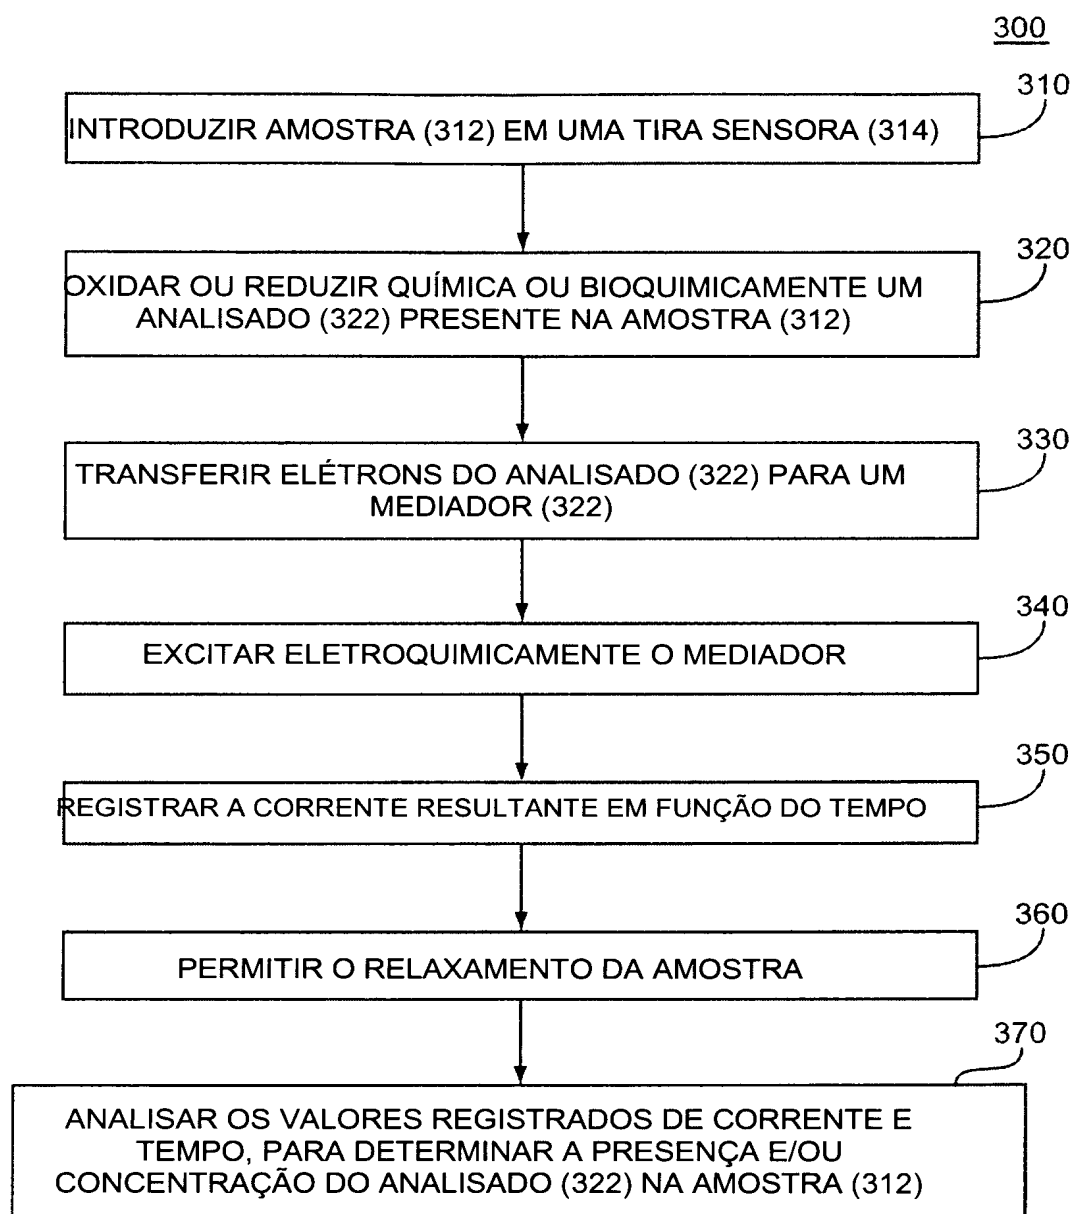 300
310
INTRODUZIR AMOSTRA (312) EM UMA TIRA SENSORA (314)
320
OXIDAR OU REDUZIR QUÍMICA OU BIOQUIMICAMENTE UM
ANALISADO (322) PRESENTE NA AMOSTRA (312)
330
TRANSFERIR ELÉTRONS DO ANALISADO (322) PARA UM
MEDIADOR (322)
340
EXCITAR ELETROQUIMICAMENTE O MEDIADOR
350
REGISTRAR A CORRENTE RESULTANTE EM FUNÇÃO DO TEMPO
360
PERMITIR O RELAXAMENTO DA AMOSTRA
370
ANALISAR OS VALORES REGISTRADOS DE CORRENTE E
TEMPO, PARA DETERMINAR A PRESENÇA E/OU
CONCENTRAÇÃO DO ANALISADO (322) NA AMOSTRA (312)